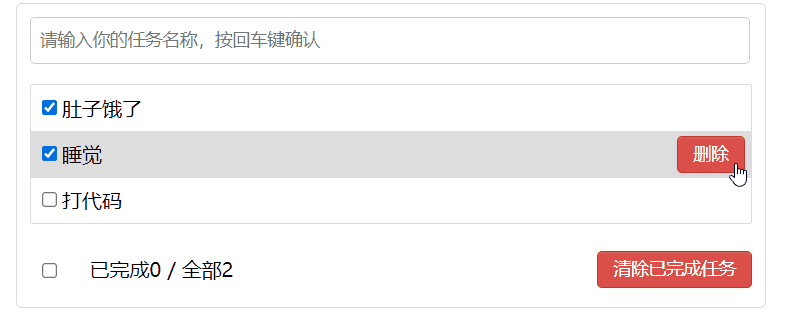 请输入你的任务名称，按回车键确认
肚子饿了
睡觉 删除
打代码
已完成0 / 全部2 清除已完成任务